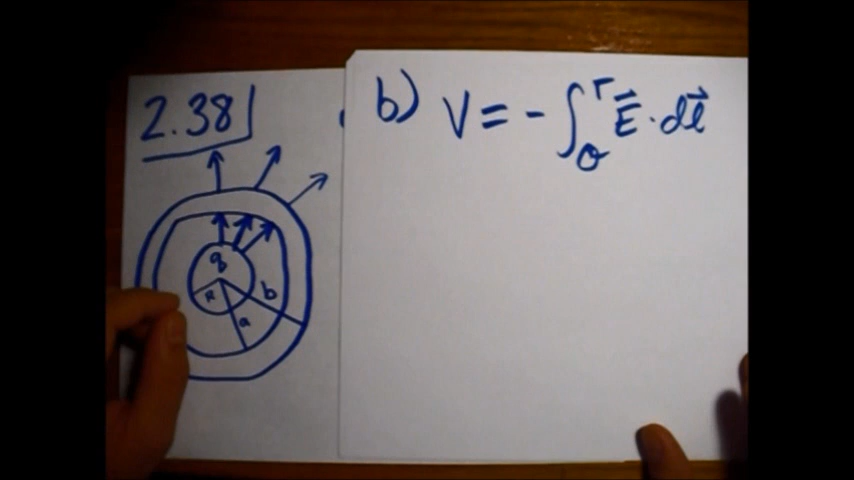 2.38
b) V = - ∫₀ʳ E⃗ · dl⃗
q
R
b
a